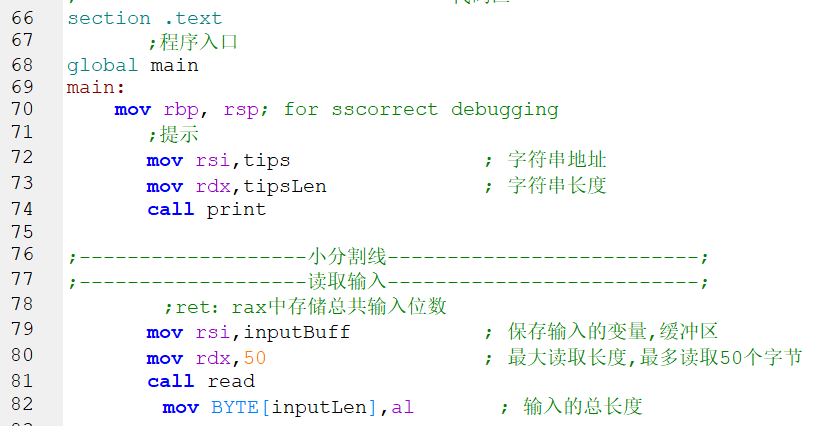 66 section .text
67 ;程序入口
68 global main
69 main:
70 mov rbp, rsp; for sscorrect debugging
71 ;提示
72 mov rsi,tips ; 字符串地址
73 mov rdx,tipsLen ; 字符串长度
74 call print
75
76 ;-------------------小分割线--------------------------;
77 ;-------------------读取输入--------------------------;
78 ;ret: rax中存储总共输入位数
79 mov rsi,inputBuff ; 保存输入的变量,缓冲区
80 mov rdx,50 ; 最大读取长度,最多读取50个字节
81 call read
82 mov BYTE[inputLen],al ; 输入的总长度